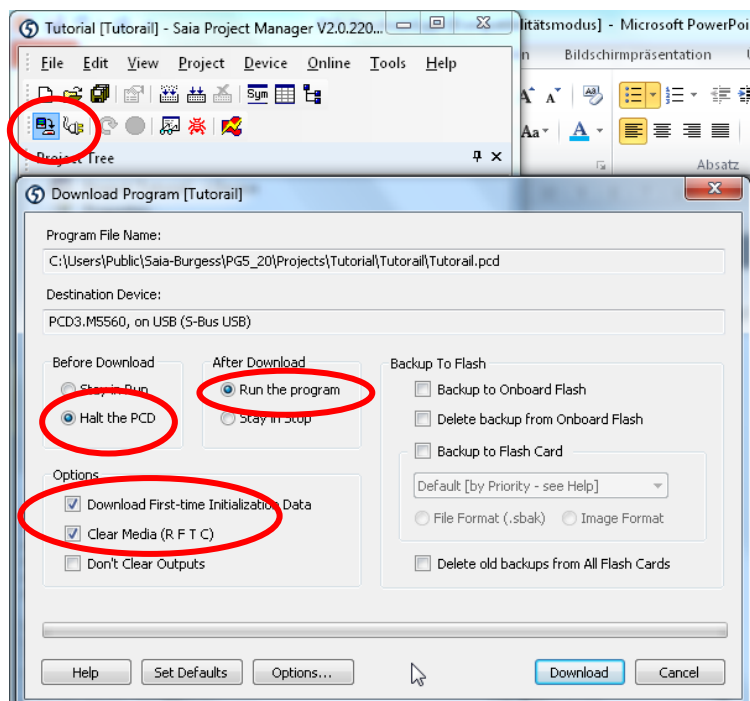 Tutorial [Tutorail] - Saia Project Manager V2.0.220...
litätsmodus] - Microsoft PowerPoi
File Edit View Project Device Online Tools Help
n Bildschirmpräsentation
Sym
Aa
A
Absatz
Project Tree
Download Program [Tutorail]
Program File Name:
C:\Users\Public\Saia-Burgess\PG5_20\Projects\Tutorial\Tutorail\Tutorail.pcd
Destination Device:
PCD3.M5560, on USB (S-Bus USB)
Before Download
After Download
Backup To Flash
Stay in Run
Run the program
Backup to Onboard Flash
Halt the PCD
Stay in Stop
Delete backup from Onboard Flash
Backup to Flash Card
Options
Default [by Priority - see Help]
Download First-time Initialization Data
File Format (.sbak) Image Format
Clear Media (R F T C)
Don't Clear Outputs
Delete old backups from All Flash Cards
Help Set Defaults Options... Download Cancel